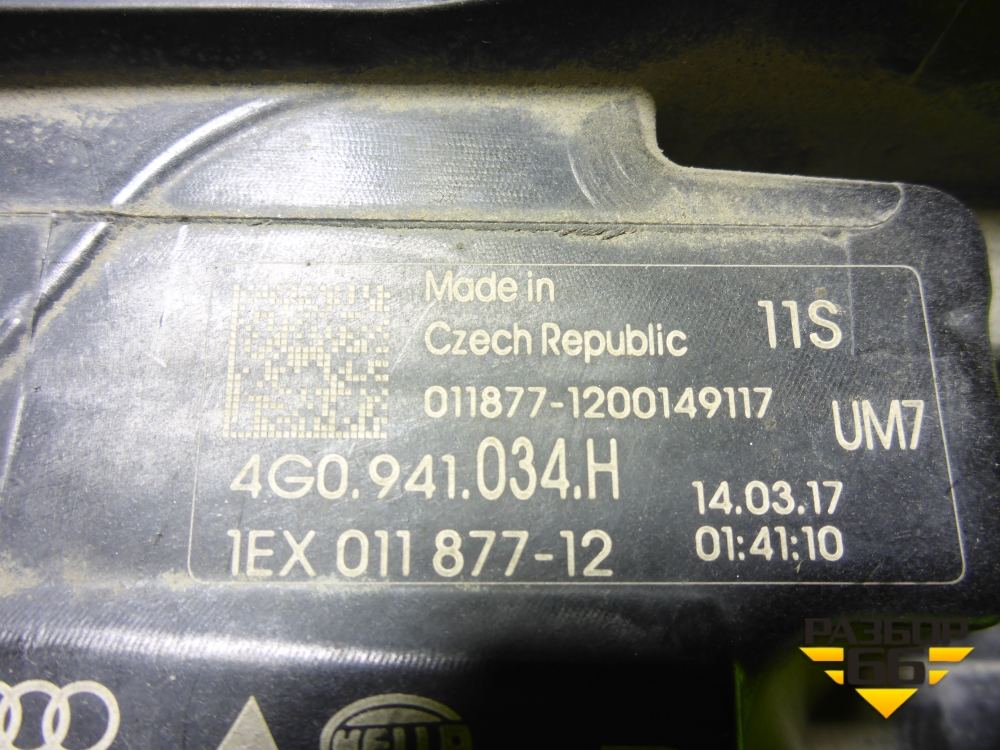 Made in
Czech Republic
11S
011877-1200149117
UM7
4G0.941.034.H
14.03.17
1EX 011 877-12
01:41:10
РАЗБОР
66
HELLA